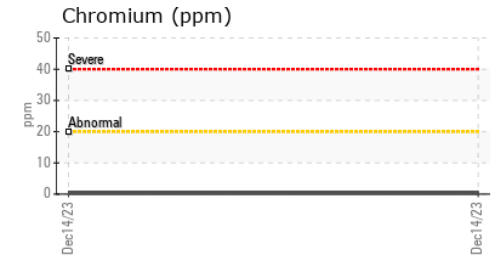 Chromium (ppm)
50
Severe
40
30
ppm
Abnormal
20
10
0
Dec14/23
Dec14/23